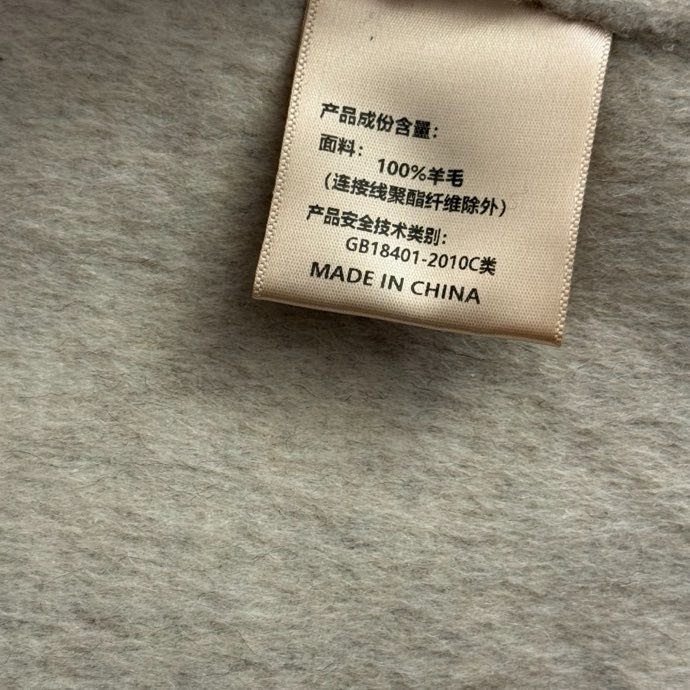 产品成份含量：
面料： 100%羊毛
（连接线聚酯纤维除外）
产品安全技术类别：
GB18401-2010C类
MADE IN CHINA